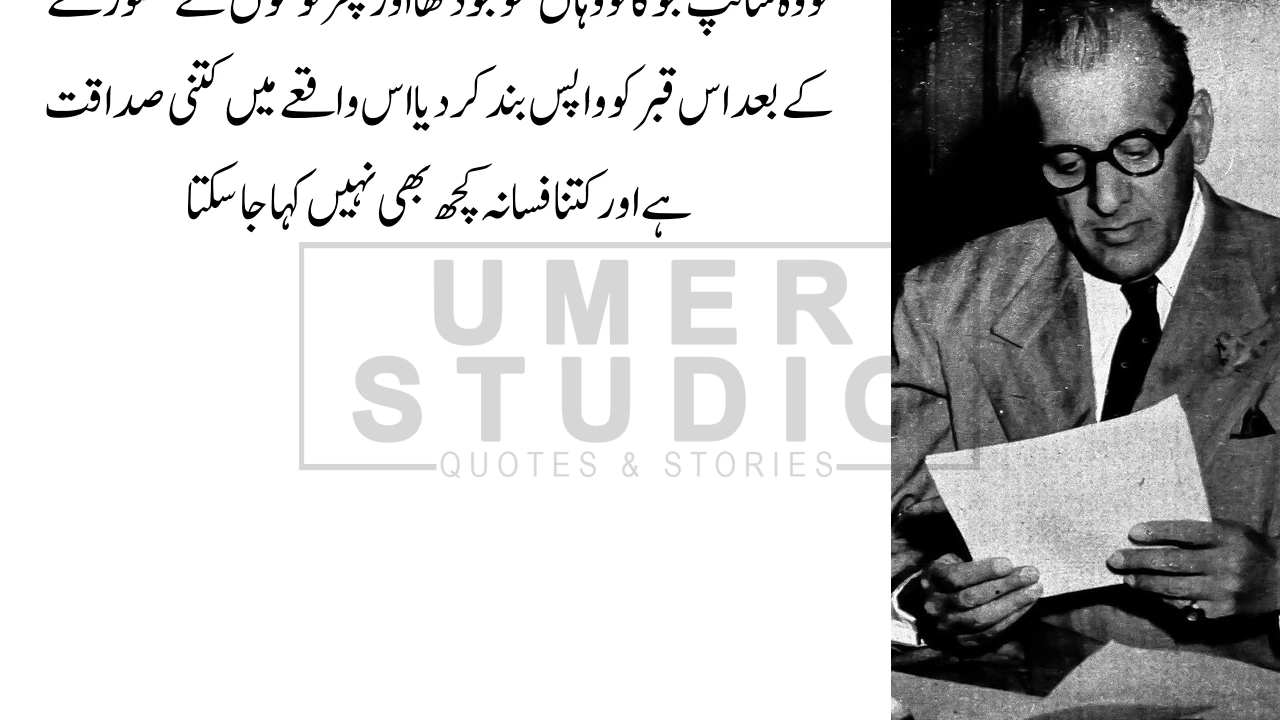 کے بعد اس قبر کو واپس بند کر دیا اس واقعے میں کتنی صداقت
ہے اور کتنا فسانہ کچھ بھی نہیں کہا جا سکتا
UMER
STUDIO
QUOTES & STORIES